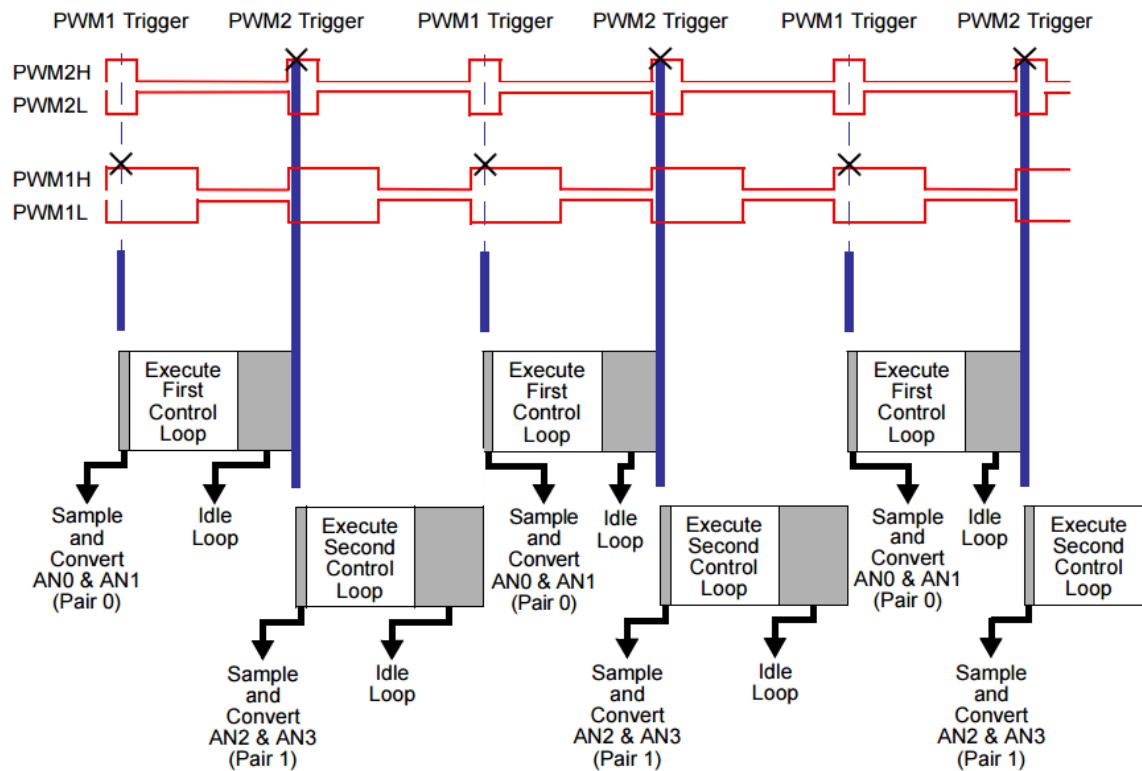 PWM1 Trigger PWM2 Trigger PWM1 Trigger PWM2 Trigger PWM1 Trigger PWM2 Trigger
PWM2H
PWM2L
PWM1H
PWM1L
Execute
First
Control
Loop
Execute
First
Control
Loop
Execute
First
Control
Loop
Sample
and
Convert
AN0 & AN1
(Pair 0)
Idle
Loop
Sample
and
Convert
AN0 & AN1
(Pair 0)
Idle
Loop
Sample
and
Convert
AN0 & AN1
(Pair 0)
Idle
Loop
Execute
Second
Control
Loop
Execute
Second
Control
Loop
Execute
Second
Control
Loop
Sample
and
Convert
AN2 & AN3
(Pair 1)
Idle
Loop
Sample
and
Convert
AN2 & AN3
(Pair 1)
Idle
Loop
Sample
and
Convert
AN2 & AN3
(Pair 1)